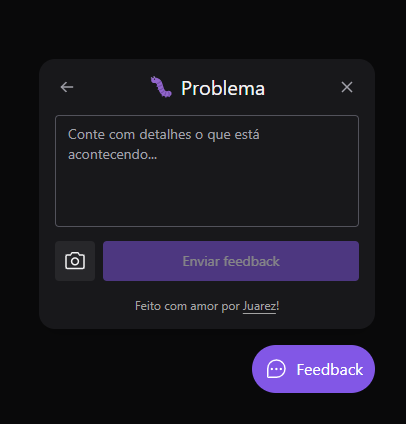 Problema
Conte com detalhes o que está
acontecendo...
Enviar feedback
Feito com amor por Juarez!
Feedback